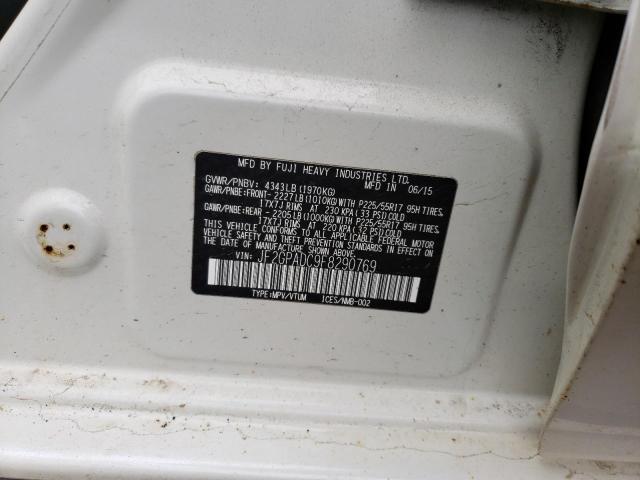 MFD BY FUJI HEAVY INDUSTRIES LTD.
GVWR/PNBV: 4343LB (1970KG) MFD IN 06/15
GAWR/PNBE:FRONT- 2227LB(1010KG)WITH P225/55R17 95H TIRES,
17X7J RIMS AT 230 KPA(33 PSI)COLD
GAWR/PNBE:REAR - 2205LB(1000KG)WITH P225/55R17 95H TIRES,
17X7J RIMS AT 220 KPA(32 PSI)COLD
THIS VEHICLE CONFORMS TO ALL APPLICABLE FEDERAL MOTOR
VEHICLE SAFETY STANDARDS IN EFFECT ON THE
DATE OF MANUFACTURE SHOWN ABOVE.
VIN: JF2GPADC9F8290769
TYPE:MPV/VTUM ICES/NMB-002